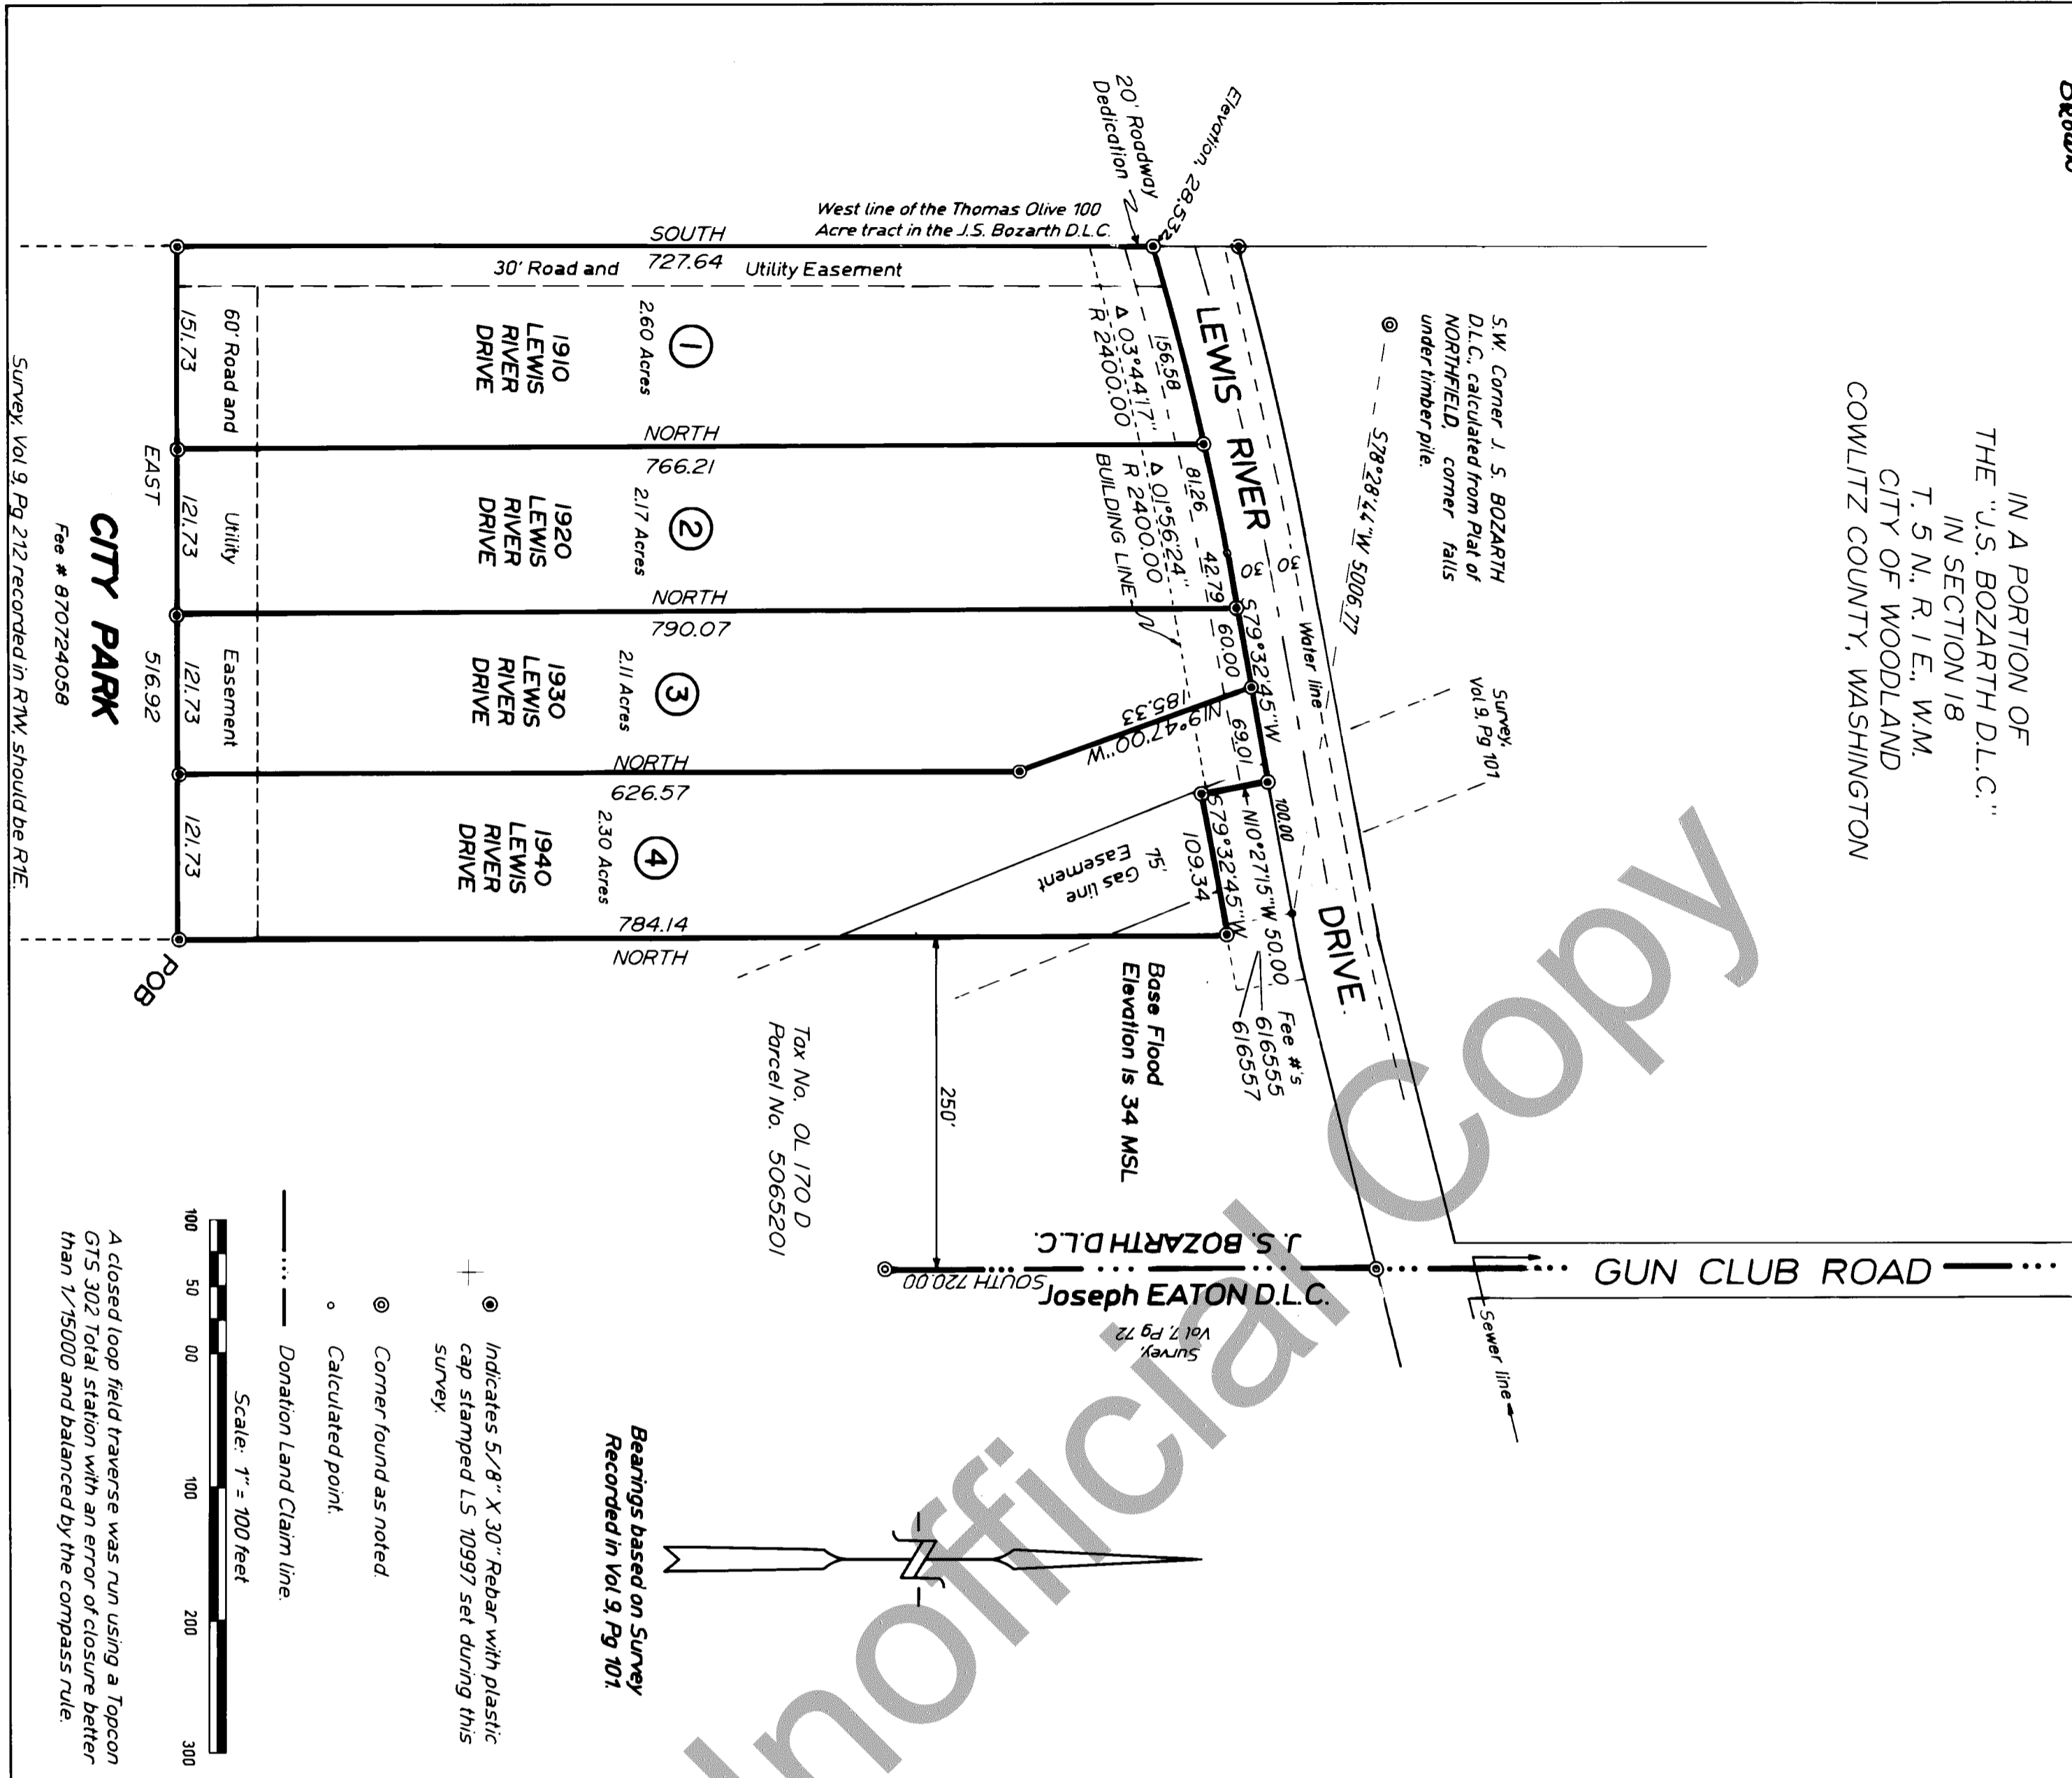 IN A PORTION OF
THE "J.S. BOZARTH D.L.C."
IN SECTION 18
T. 5 N., R. 1 E., W.M.
CITY OF WOODLAND
COWLITZ COUNTY, WASHINGTON
S.W. Corner J. S. BOZARTH
D.L.C., calculated from Plat of
NORTHFIELD, corner falls
under timber pile.
S78°28'44"W 5006.77
Survey,
Vol 9, Pg 101
Elevation, 28.532
20' Roadway
Dedication
West line of the Thomas Olive 100
Acre tract in the J.S. Bozarth D.L.C.
SOUTH
727.64
30' Road and Utility Easement
LEWIS RIVER DRIVE
Water line
30
30
156.58
Δ 03°44'17"
R 2400.00
81.26
Δ 01°56'24"
R 2400.00
BUILDING LINE
42.79
S79°32'45"W
60.00
69.01
100.00
N19°47'00"W
185.33
N10°27'15"W 50.00
S79°32'45"W
109.34
75'
Gas line
Easement
Fee #'s
616555
616557
Base Flood
Elevation Is 34 MSL
1
2.60 Acres
1910
LEWIS
RIVER
DRIVE
NORTH
766.21
2
2.17 Acres
1920
LEWIS
RIVER
DRIVE
NORTH
790.07
3
2.11 Acres
1930
LEWIS
RIVER
DRIVE
NORTH
626.57
4
2.30 Acres
1940
LEWIS
RIVER
DRIVE
784.14
NORTH
250'
Tax No. OL 170 D
Parcel No. 5065201
60' Road and Utility Easement
151.73
121.73
121.73
121.73
EAST 516.92
POB
CITY PARK
Fee # 870724058
Survey, Vol 9, Pg 212 recorded in R1W, should be R1E.
J. S. BOZARTH D.L.C.
SOUTH 720.00
Joseph EATON D.L.C.
Survey,
Vol 7, Pg 72
GUN CLUB ROAD
Sewer line
Bearings based on Survey
Recorded in Vol 9, Pg 101.
Indicates 5/8" X 30" Rebar with plastic
cap stamped LS 10997 set during this
survey.
Corner found as noted.
Calculated point.
Donation Land Claim line.
Scale: 1" = 100 feet
100 50 00 100 200 300
A closed loop field traverse was run using a Topcon
GTS 302 Total station with an error of closure better
than 1/15000 and balanced by the compass rule.
Unofficial Copy